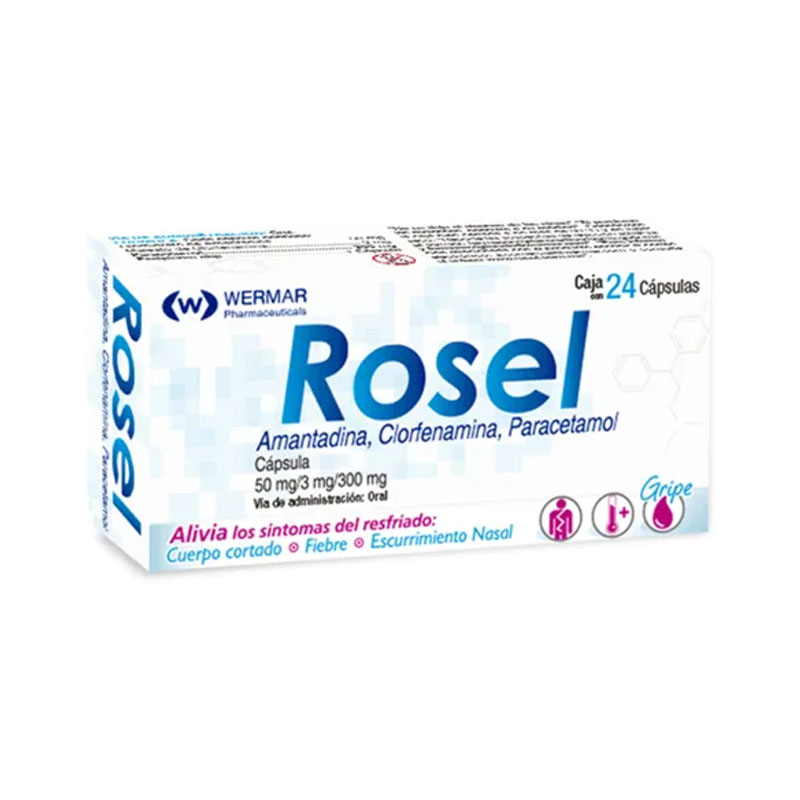 WERMAR
Pharmaceuticals
Caja con 24 Cápsulas
Rosel
Amantadina, Clorfenamina, Paracetamol
Cápsula
50 mg/3 mg/300 mg
Vía de administración: Oral
Gripe
Alivia los síntomas del resfriado:
Cuerpo cortado Fiebre Escurrimiento Nasal
Rosel
Amantadina, Clorfenamina, Paracetamol